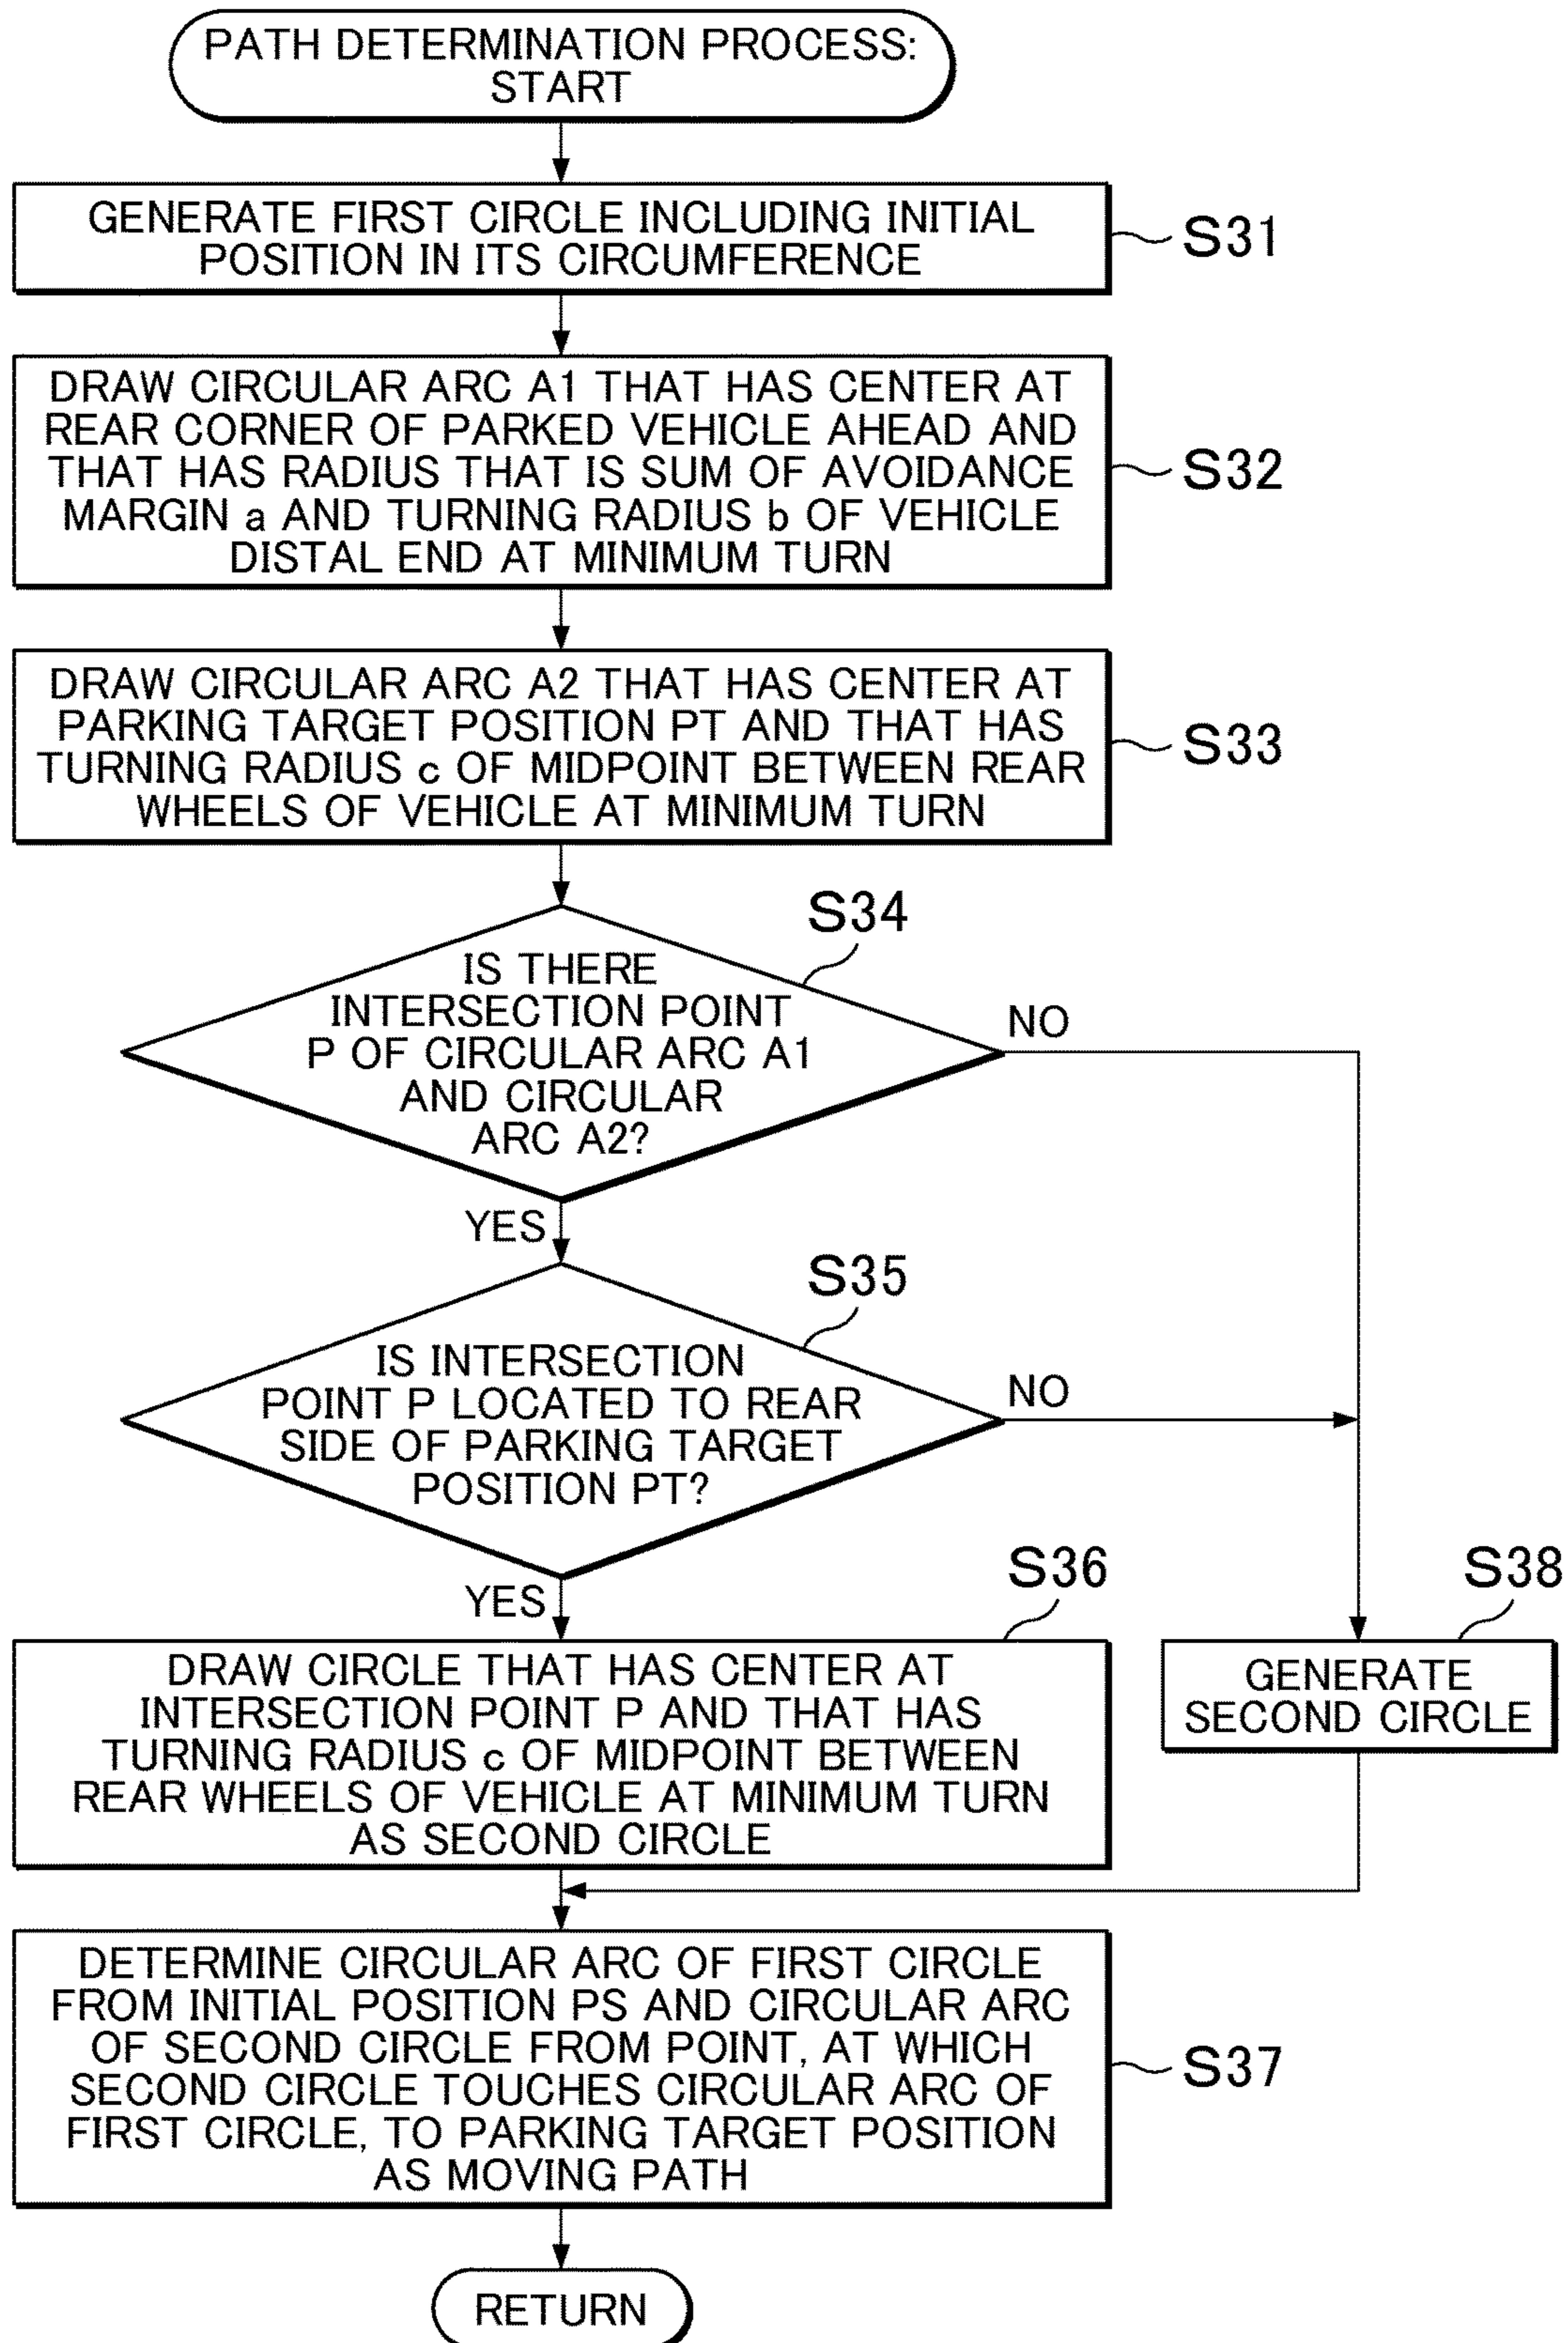 PATH DETERMINATION PROCESS:
START
GENERATE FIRST CIRCLE INCLUDING INITIAL
POSITION IN ITS CIRCUMFERENCE
S31
DRAW CIRCULAR ARC A1 THAT HAS CENTER AT
REAR CORNER OF PARKED VEHICLE AHEAD AND
THAT HAS RADIUS THAT IS SUM OF AVOIDANCE
MARGIN a AND TURNING RADIUS b OF VEHICLE
DISTAL END AT MINIMUM TURN
S32
DRAW CIRCULAR ARC A2 THAT HAS CENTER AT
PARKING TARGET POSITION PT AND THAT HAS
TURNING RADIUS c OF MIDPOINT BETWEEN REAR
WHEELS OF VEHICLE AT MINIMUM TURN
S33
S34
IS THERE
INTERSECTION POINT
P OF CIRCULAR ARC A1
AND CIRCULAR
ARC A2?
NO
YES
S35
IS INTERSECTION
POINT P LOCATED TO REAR
SIDE OF PARKING TARGET
POSITION PT?
NO
YES
S36
DRAW CIRCLE THAT HAS CENTER AT
INTERSECTION POINT P AND THAT HAS
TURNING RADIUS c OF MIDPOINT BETWEEN
REAR WHEELS OF VEHICLE AT MINIMUM TURN
AS SECOND CIRCLE
S38
GENERATE
SECOND CIRCLE
DETERMINE CIRCULAR ARC OF FIRST CIRCLE
FROM INITIAL POSITION PS AND CIRCULAR ARC
OF SECOND CIRCLE FROM POINT, AT WHICH
SECOND CIRCLE TOUCHES CIRCULAR ARC OF
FIRST CIRCLE, TO PARKING TARGET POSITION
AS MOVING PATH
S37
RETURN